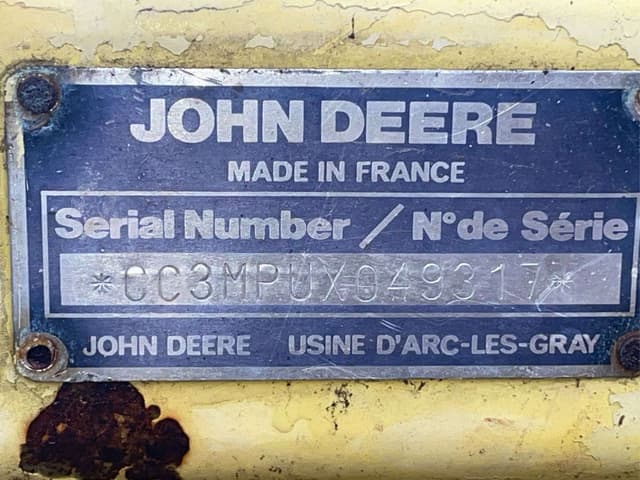 JOHN DEERE
MADE IN FRANCE
Serial Number / N° de Série
*CC3MPUX049317*
JOHN DEERE USINE D'ARC-LES-GRAY